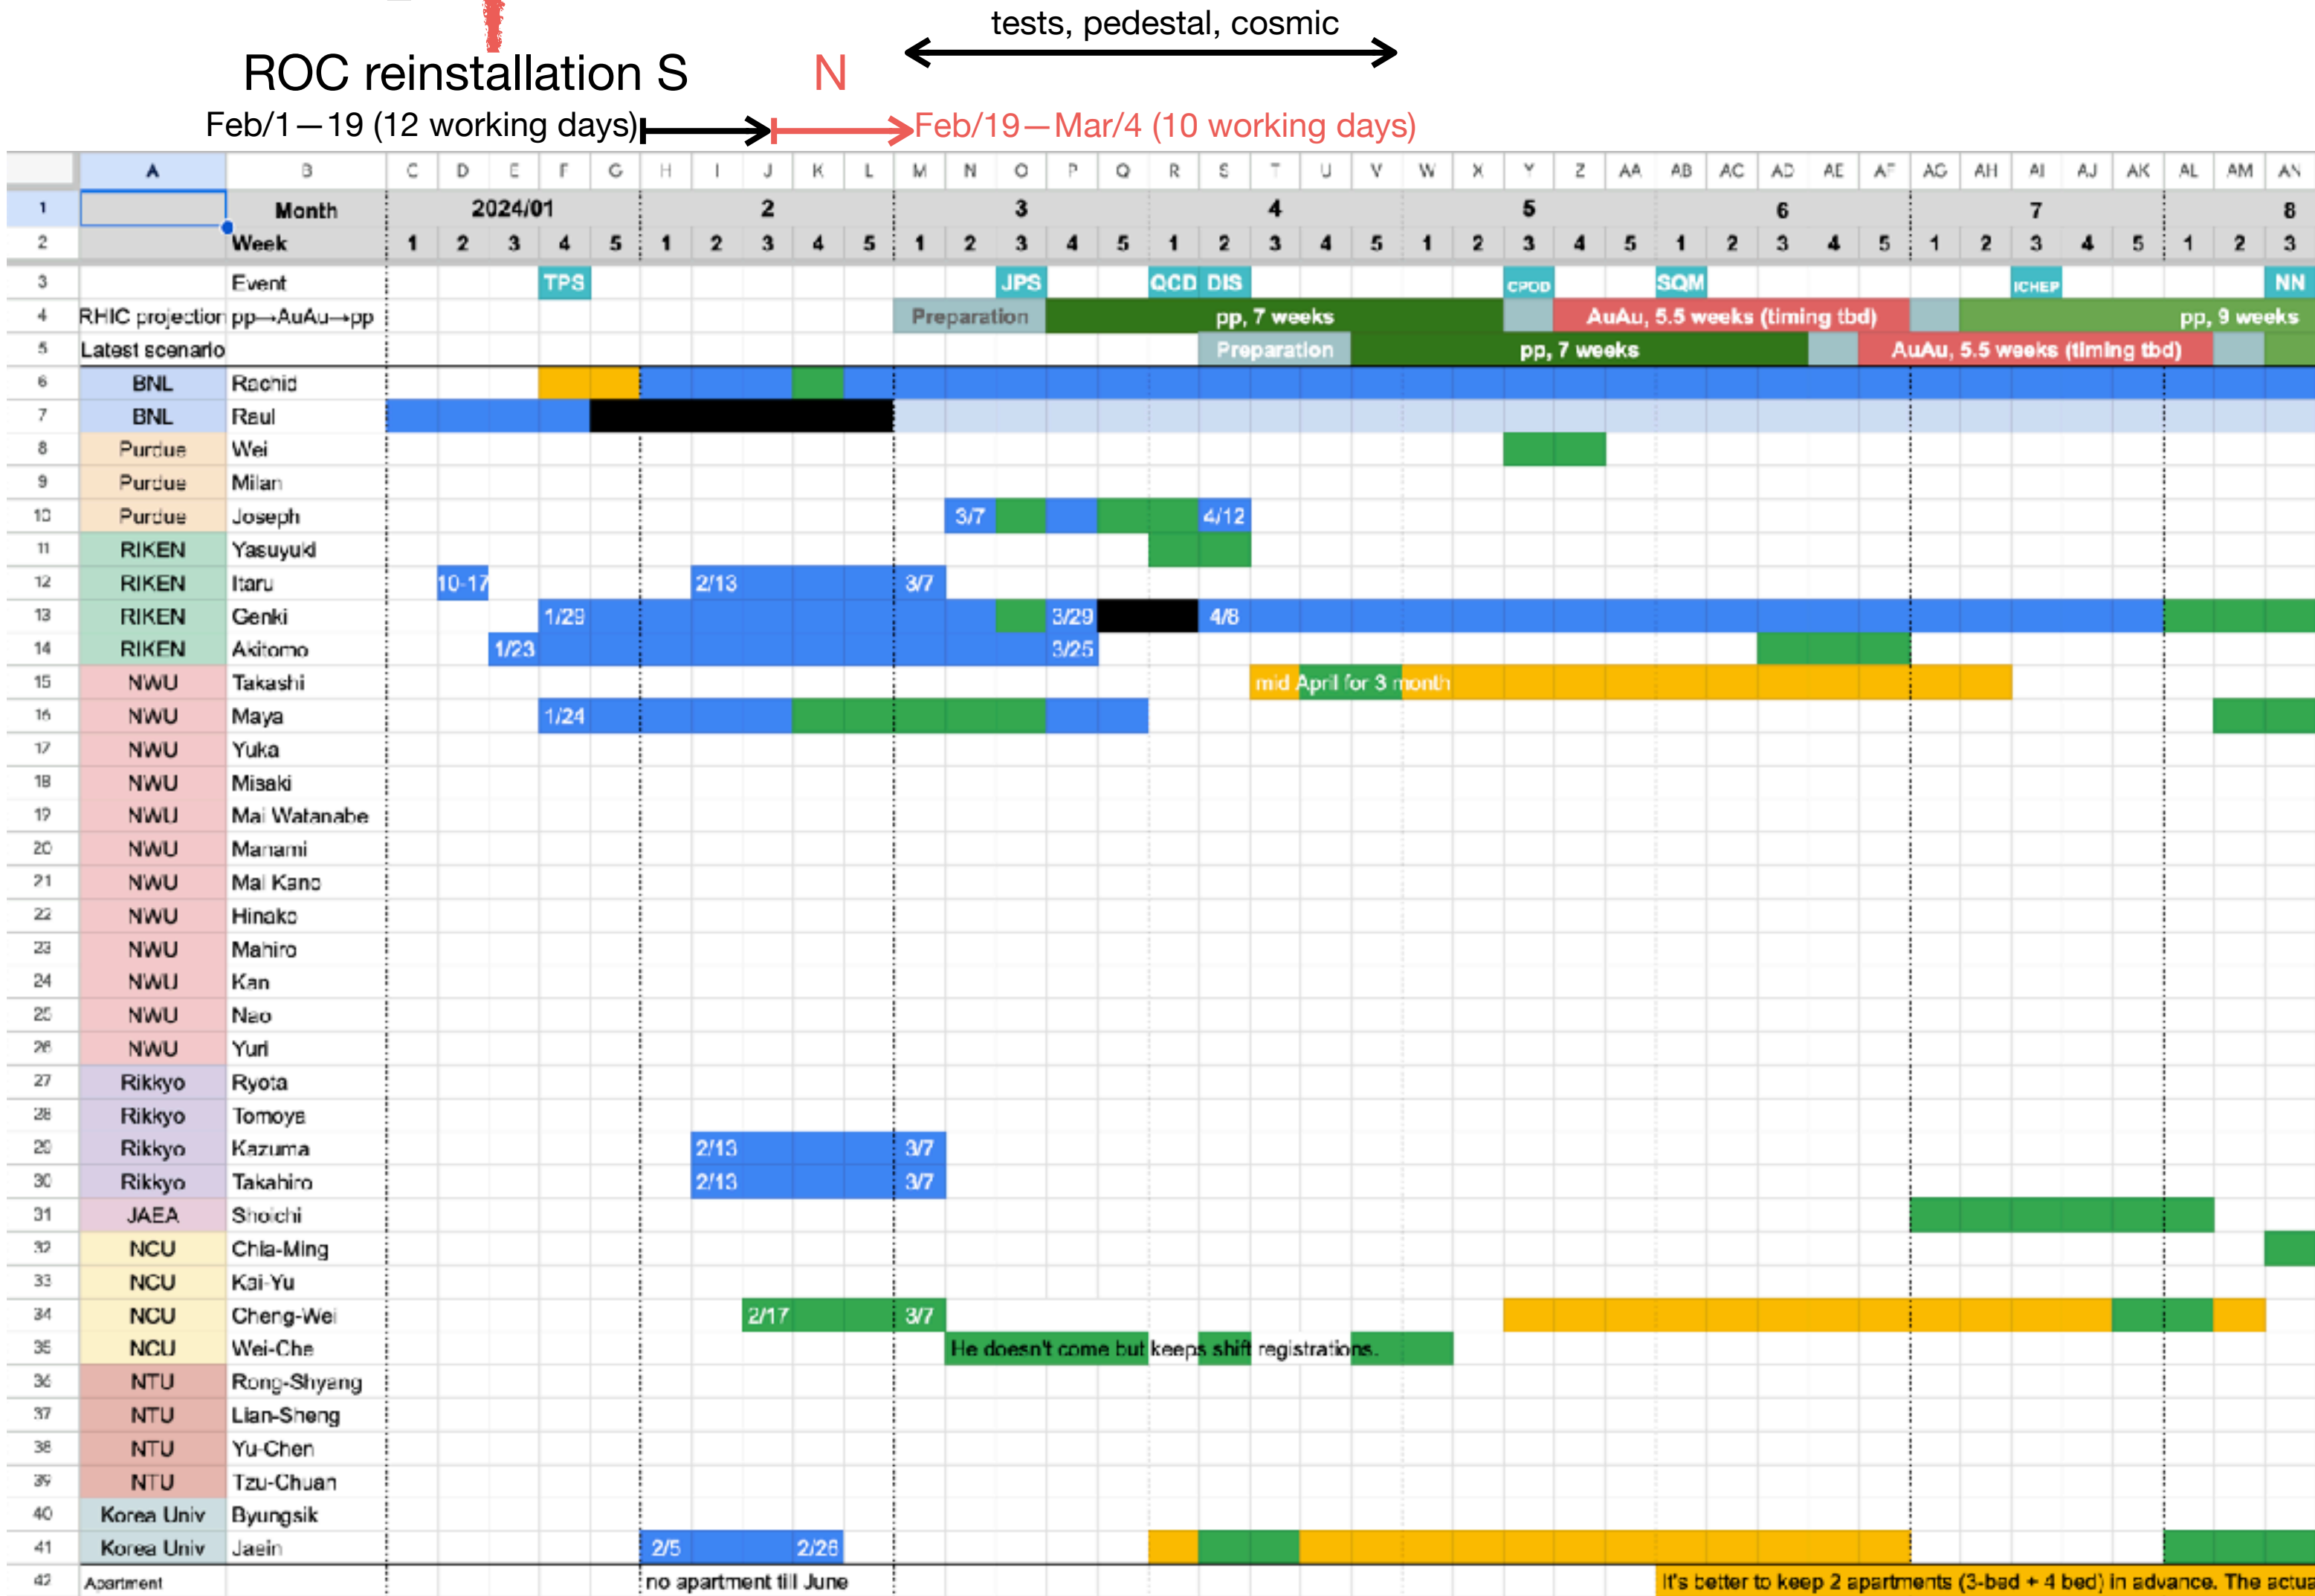 tests, pedestal, cosmic
ROC reinstallation S N
Feb/1—19 (12 working days) Feb/19—Mar/4 (10 working days)
A B C D E F G H I J K L M N O P Q R S T U V W X Y Z AA AB AC AD AE AF AG AH AI AJ AK AL AM AN
1 Month 2024/01 2 3 4 5 6 7 8
2 Week 1 2 3 4 5 1 2 3 4 5 1 2 3 4 5 1 2 3 4 5 1 2 3 4 5 1 2 3 4 5 1 2 3 4 5 1 2 3
3 Event TPS JPS QCD DIS CPOD SQM ICHEP NN
4 RHIC projection pp→AuAu→pp Preparation pp, 7 weeks AuAu, 5.5 weeks (timing tbd) pp, 9 weeks
5 Latest scenario Preparation pp, 7 weeks AuAu, 5.5 weeks (timing tbd)
6 BNL Rachid
7 BNL Raul
8 Purdue Wei
9 Purdue Milan
10 Purdue Joseph 3/7 4/12
11 RIKEN Yasuyuki
12 RIKEN Itaru 10-17 2/13 3/7
13 RIKEN Genki 1/29 3/29 4/8
14 RIKEN Akitomo 1/23 3/25
15 NWU Takashi mid April for 3 month
16 NWU Maya 1/24
17 NWU Yuka
18 NWU Misaki
19 NWU Mai Watanabe
20 NWU Manami
21 NWU Mai Kano
22 NWU Hinako
23 NWU Mahiro
24 NWU Kan
25 NWU Nao
26 NWU Yuri
27 Rikkyo Ryota
28 Rikkyo Tomoya
29 Rikkyo Kazuma 2/13 3/7
30 Rikkyo Takahiro 2/13 3/7
31 JAEA Shoichi
32 NCU Chia-Ming
33 NCU Kai-Yu
34 NCU Cheng-Wei 2/17 3/7
35 NCU Wei-Che He doesn't come but keeps shift registrations.
36 NTU Rong-Shyang
37 NTU Lian-Sheng
38 NTU Yu-Chen
39 NTU Tzu-Chuan
40 Korea Univ Byungsik
41 Korea Univ Jaein 2/5 2/26
42 Apartment no apartment till June It's better to keep 2 apartments (3-bed + 4 bed) in advance. The actua